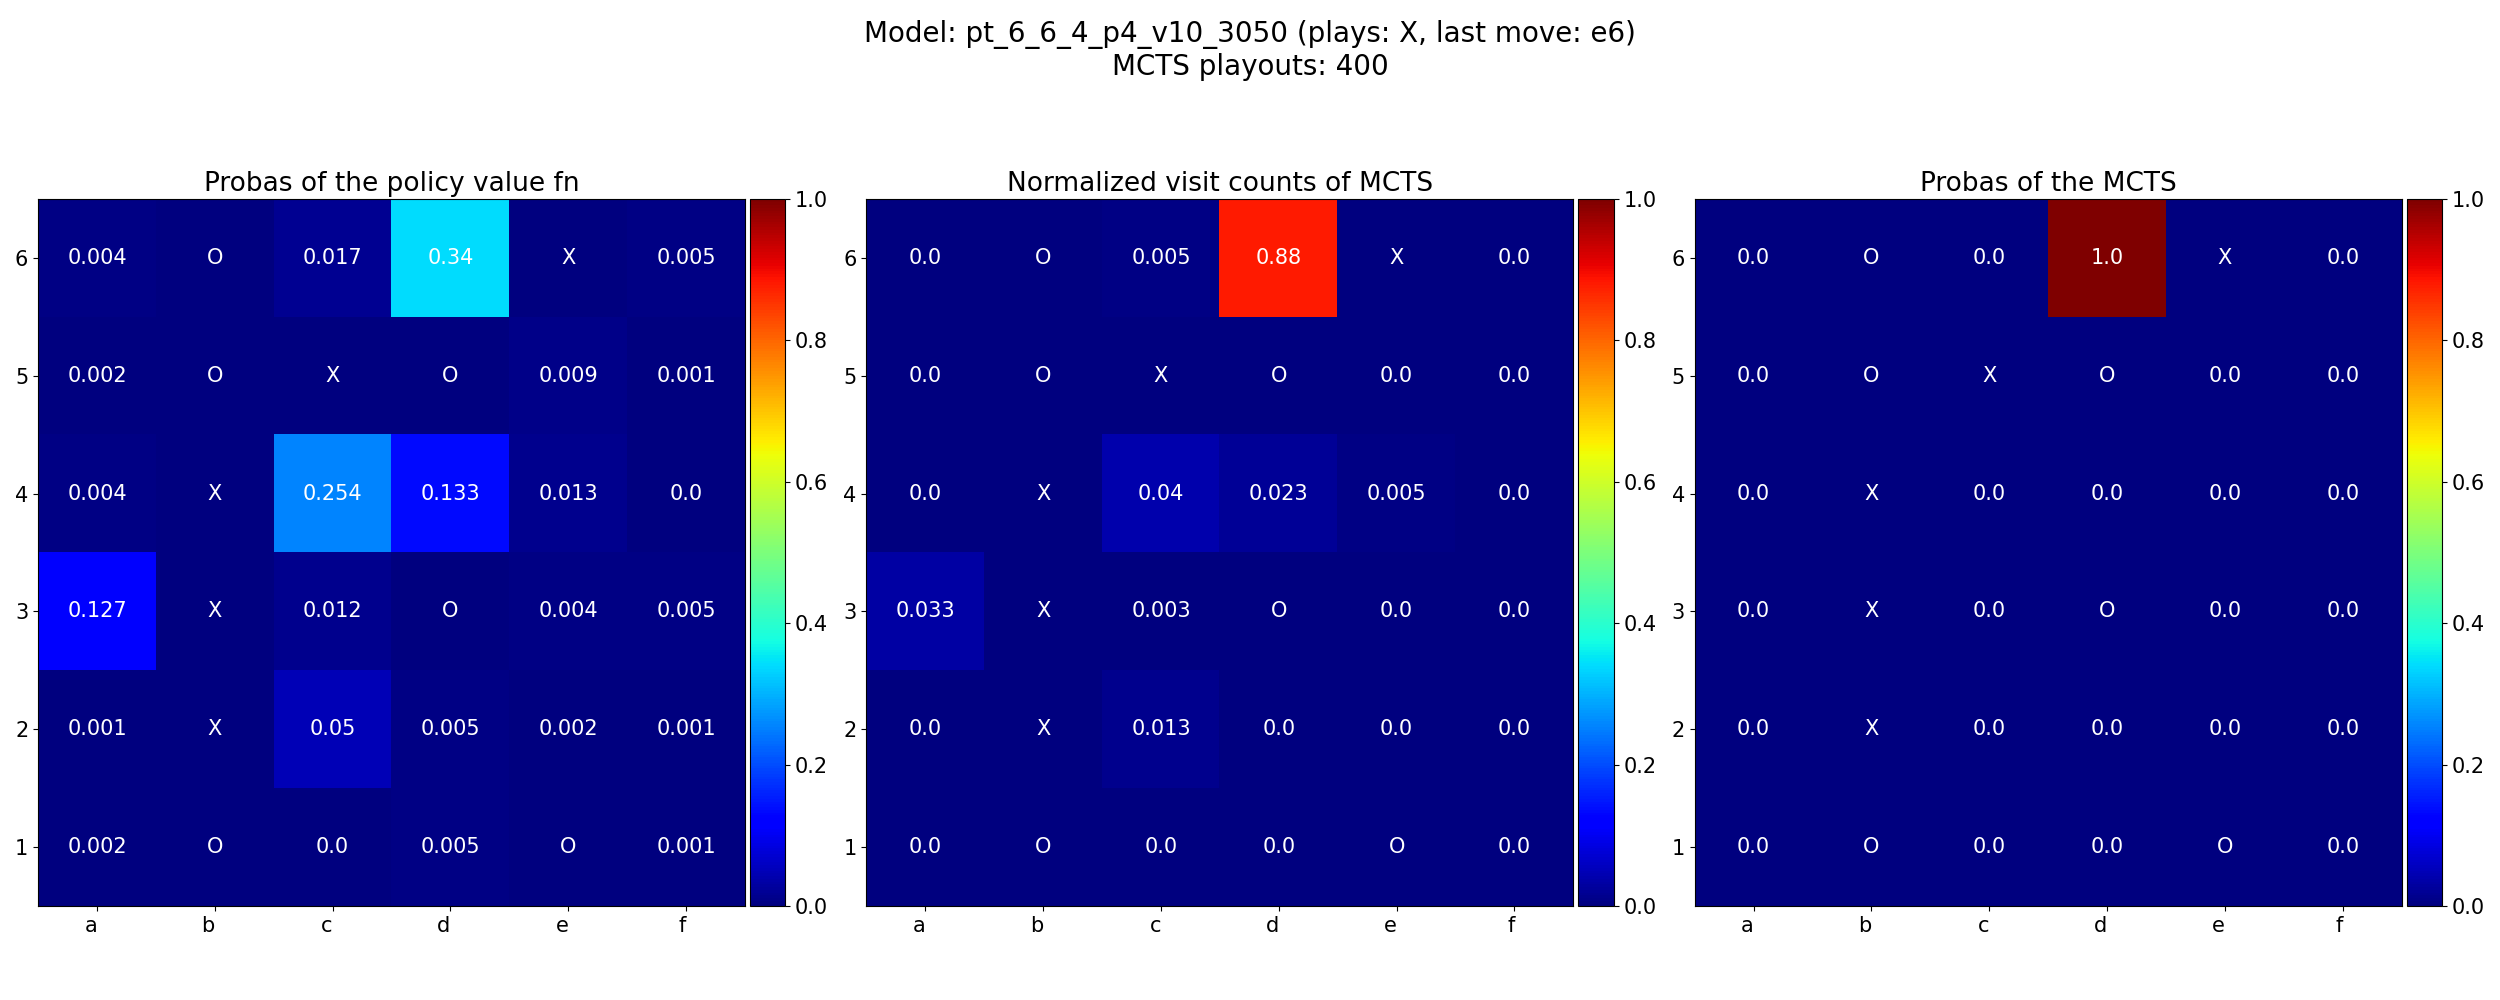 Model: pt_6_6_4_p4_v10_3050 (plays: X, last move: e6)
MCTS playouts: 400
Probas of the policy value fn
6 0.004 O 0.017 0.34 X 0.005
5 0.002 O X O 0.009 0.001
4 0.004 X 0.254 0.133 0.013 0.0
3 0.127 X 0.012 O 0.004 0.005
2 0.001 X 0.05 0.005 0.002 0.001
1 0.002 O 0.0 0.005 O 0.001
a b c d e f
1.0
0.8
0.6
0.4
0.2
0.0
Normalized visit counts of MCTS
6 0.0 O 0.005 0.88 X 0.0
5 0.0 O X O 0.0 0.0
4 0.0 X 0.04 0.023 0.005 0.0
3 0.033 X 0.003 O 0.0 0.0
2 0.0 X 0.013 0.0 0.0 0.0
1 0.0 O 0.0 0.0 O 0.0
a b c d e f
1.0
0.8
0.6
0.4
0.2
0.0
Probas of the MCTS
6 0.0 O 0.0 1.0 X 0.0
5 0.0 O X O 0.0 0.0
4 0.0 X 0.0 0.0 0.0 0.0
3 0.0 X 0.0 O 0.0 0.0
2 0.0 X 0.0 0.0 0.0 0.0
1 0.0 O 0.0 0.0 O 0.0
a b c d e f
1.0
0.8
0.6
0.4
0.2
0.0